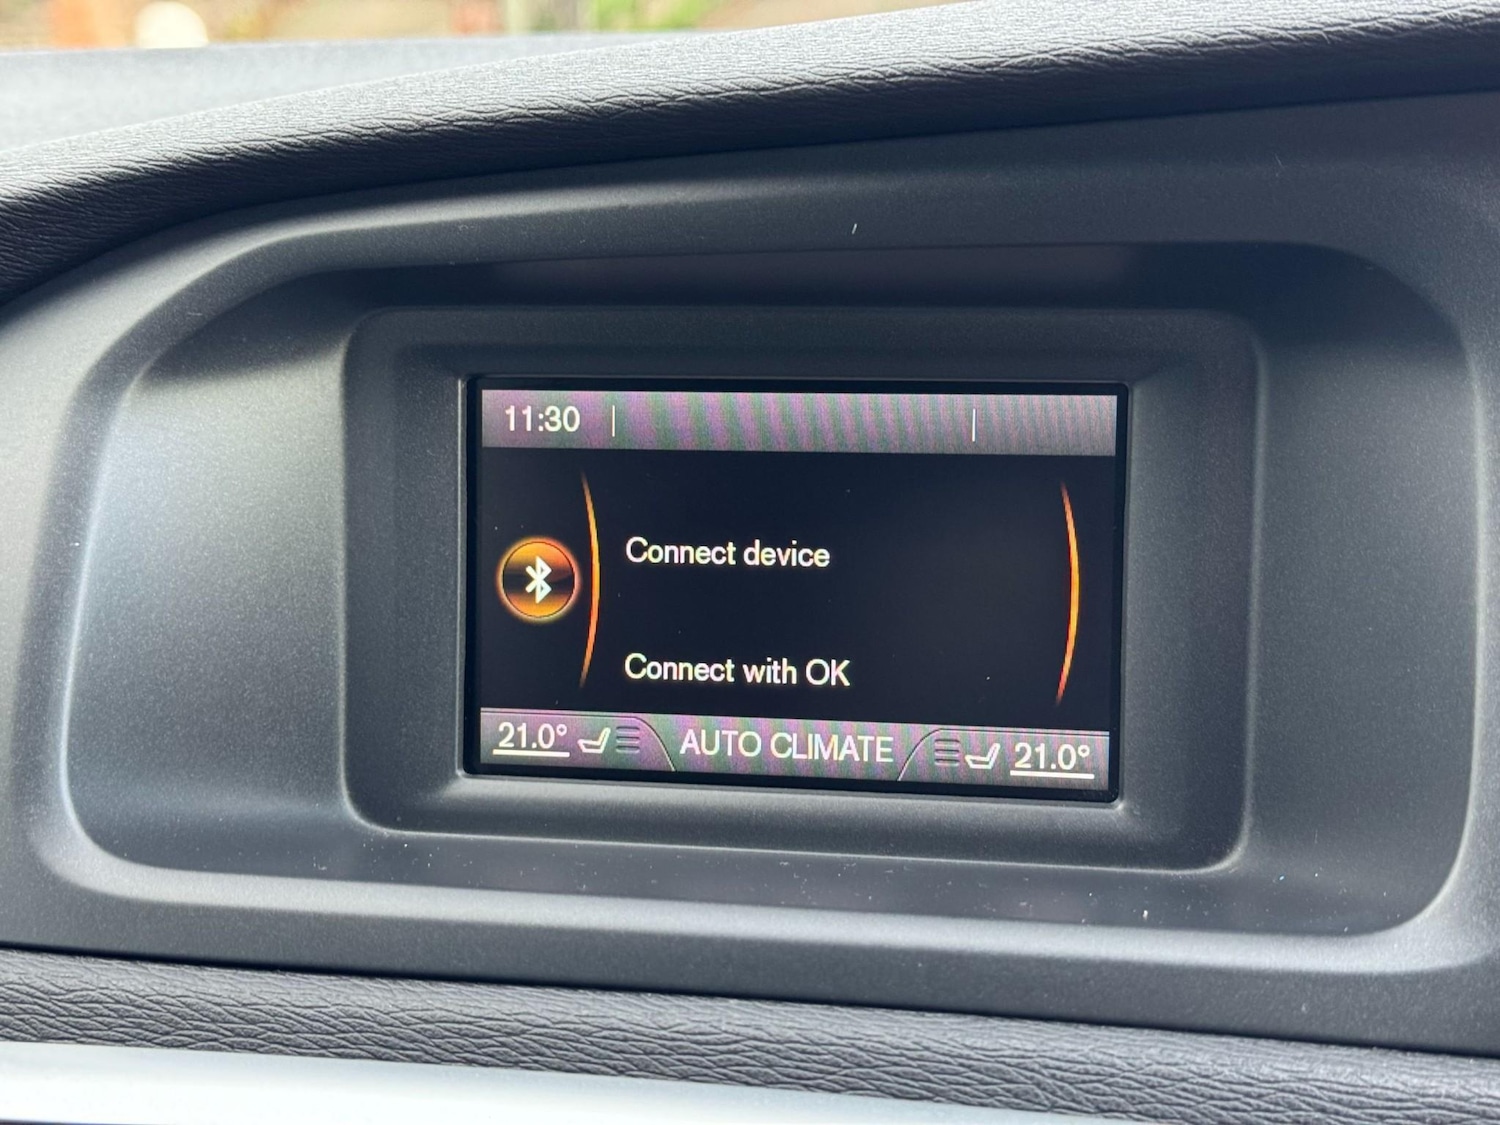 11:30
Connect device
Connect with OK
21.0° AUTO CLIMATE 21.0°